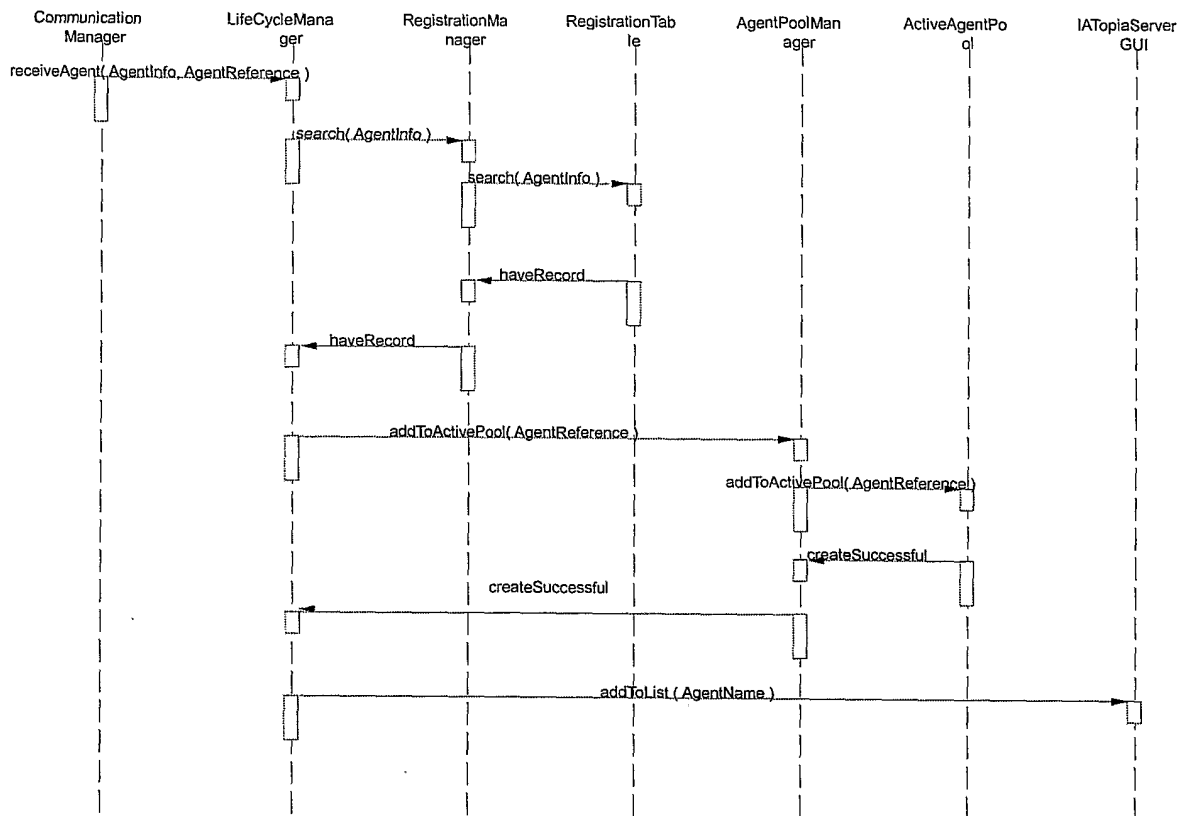 Communication
Manager
LifeCycleMana
ger
RegistrationMa
nager
RegistrationTab
le
AgentPoolMan
ager
ActiveAgentPo
ol
IATopiaServer
GUI
receiveAgent( AgentInfo, AgentReference )
search( AgentInfo )
search( AgentInfo )
haveRecord
haveRecord
addToActivePool( AgentReference )
addToActivePool( AgentReference )
createSuccessful
createSuccessful
addToList ( AgentName )